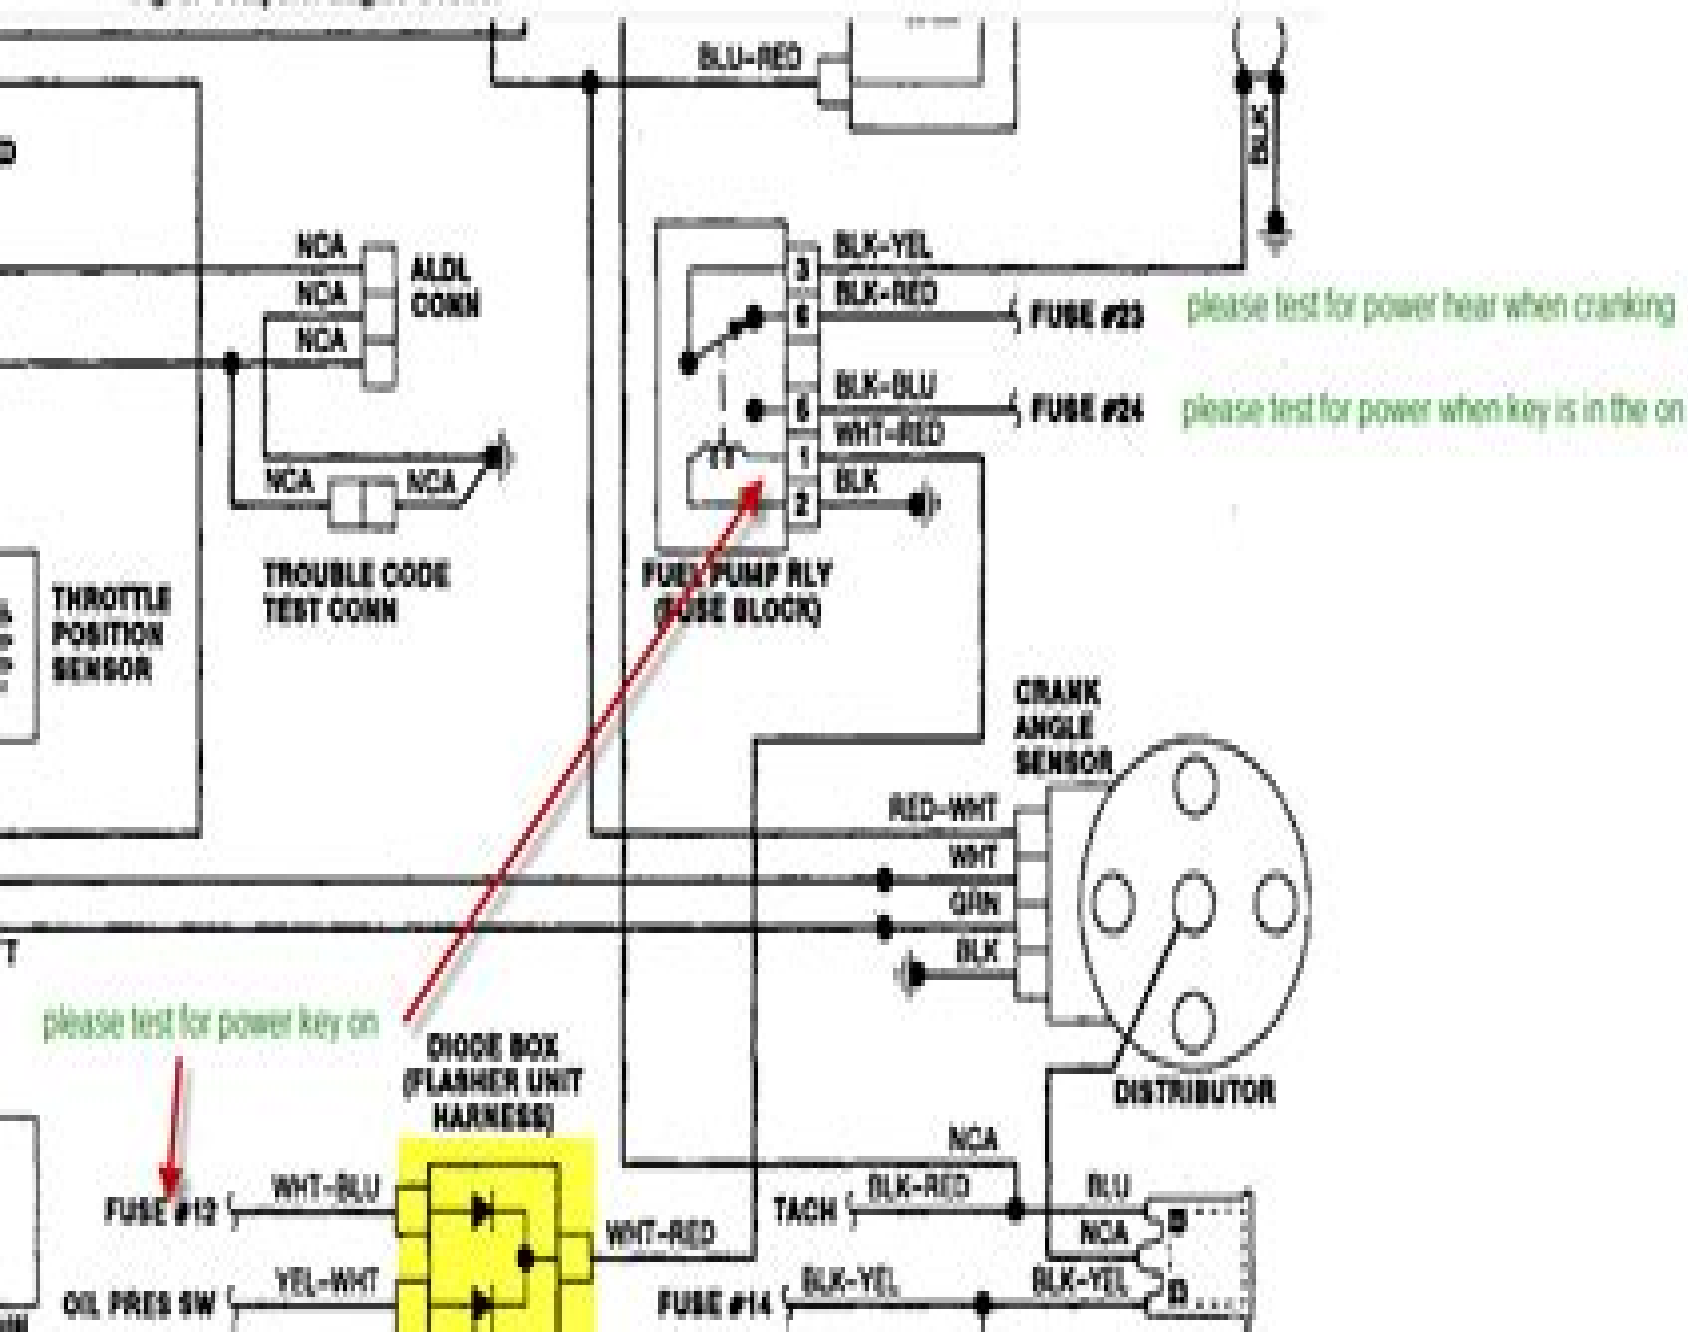 BLU-RED
BLK
NCA
ALDL
CONN
NCA
NCA
NCA
NCA
TROUBLE CODE
TEST CONN
THROTTLE
POSITION
SENSOR
3
BLK-YEL
6
BLK-RED
FUSE #23
please test for power hear when cranking
BLK-BLU
FUSE #24
please test for power when key is in the on
WHT-RED
1
BLK
2
FUEL PUMP RLY
(FUSE BLOCK)
CRANK
ANGLE
SENSOR
RED-WHT
WHT
GRN
BLK
T
DISTRIBUTOR
please test for power key on
DIODE BOX
(FLASHER UNIT
HARNESS)
FUSE #12
WHT-BLU
WHT-RED
OIL PRES SW
YEL-WHT
NCA
TACH
BLK-RED
BLU
NCA
FUSE #14
BLK-YEL
BLK-YEL